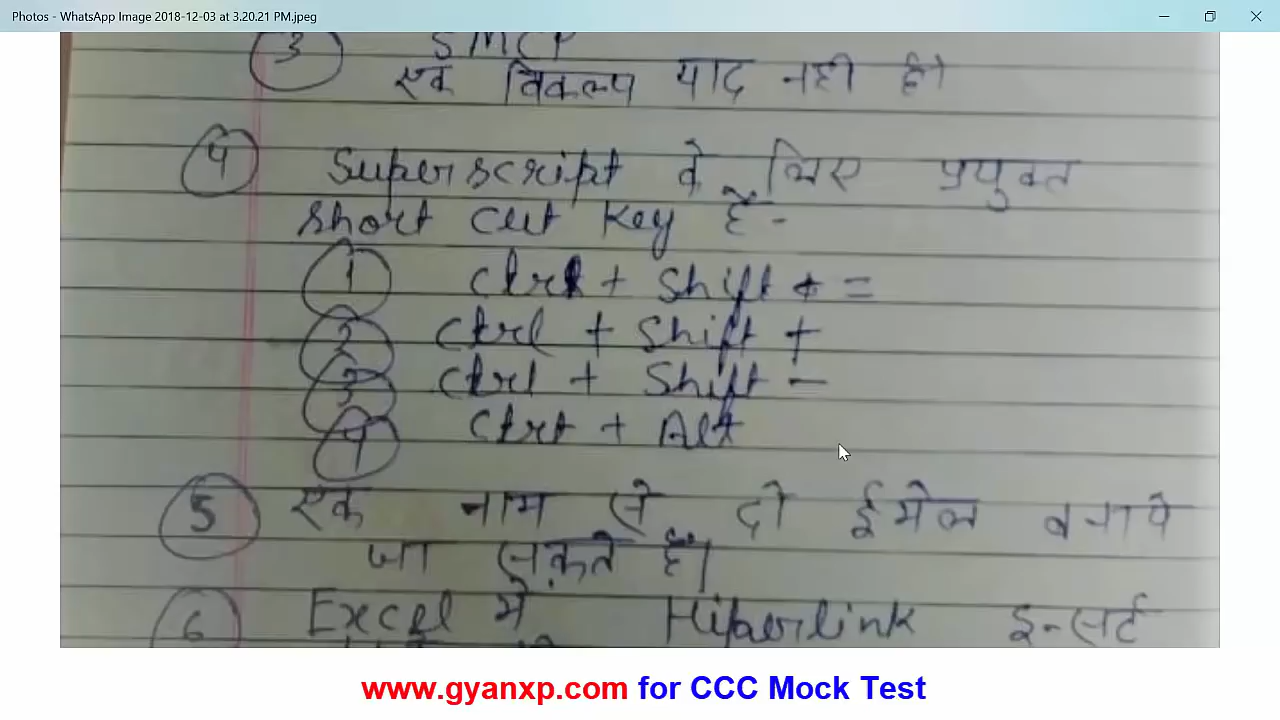 Photos - WhatsApp Image 2018-12-03 at 3.20.21 PM.jpeg
3 SMCP
एक विकल्प याद नही है।
4 Superscript के लिए प्रयुक्त
short cut key है -
1 Ctrl + Shift + =
2 Ctrl + Shift +
3 Ctrl + Shift -
4 Ctrl + Alt
5 एक नाम से दो ईमेल बनाये
जा सकते हैं।
6 Excel में Hiperlink इन्सर्ट
www.gyanxp.com for CCC Mock Test